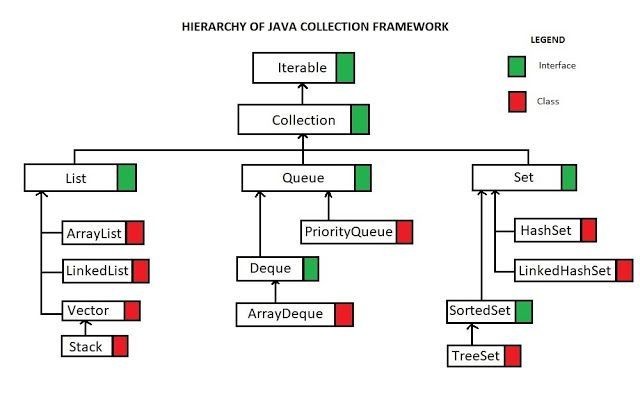 HIERARCHY OF JAVA COLLECTION FRAMEWORK
LEGEND
Interface
Class
Iterable
Collection
List
Queue
Set
ArrayList
PriorityQueue
HashSet
LinkedList
Deque
LinkedHashSet
Vector
ArrayDeque
SortedSet
Stack
TreeSet